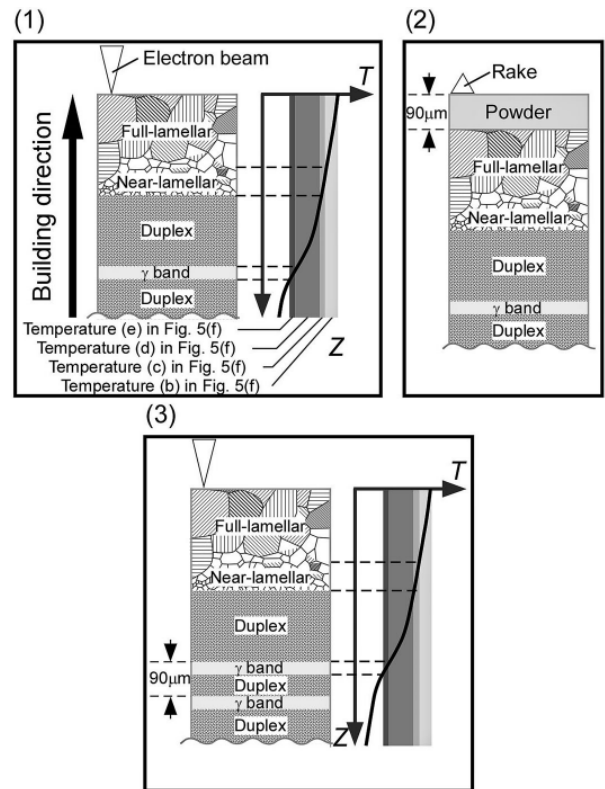 (1)
Electron beam
T
Building direction
Full-lamellar
Near-lamellar
Duplex
γ band
Duplex
Temperature (e) in Fig. 5(f)
Temperature (d) in Fig. 5(f)
Temperature (c) in Fig. 5(f)
Temperature (b) in Fig. 5(f)
Z
(2)
Rake
90μm
Powder
Full-lamellar
Near-lamellar
Duplex
γ band
Duplex
(3)
T
Full-lamellar
Near-lamellar
Duplex
90μm
γ band
Duplex
γ band
Duplex
Z